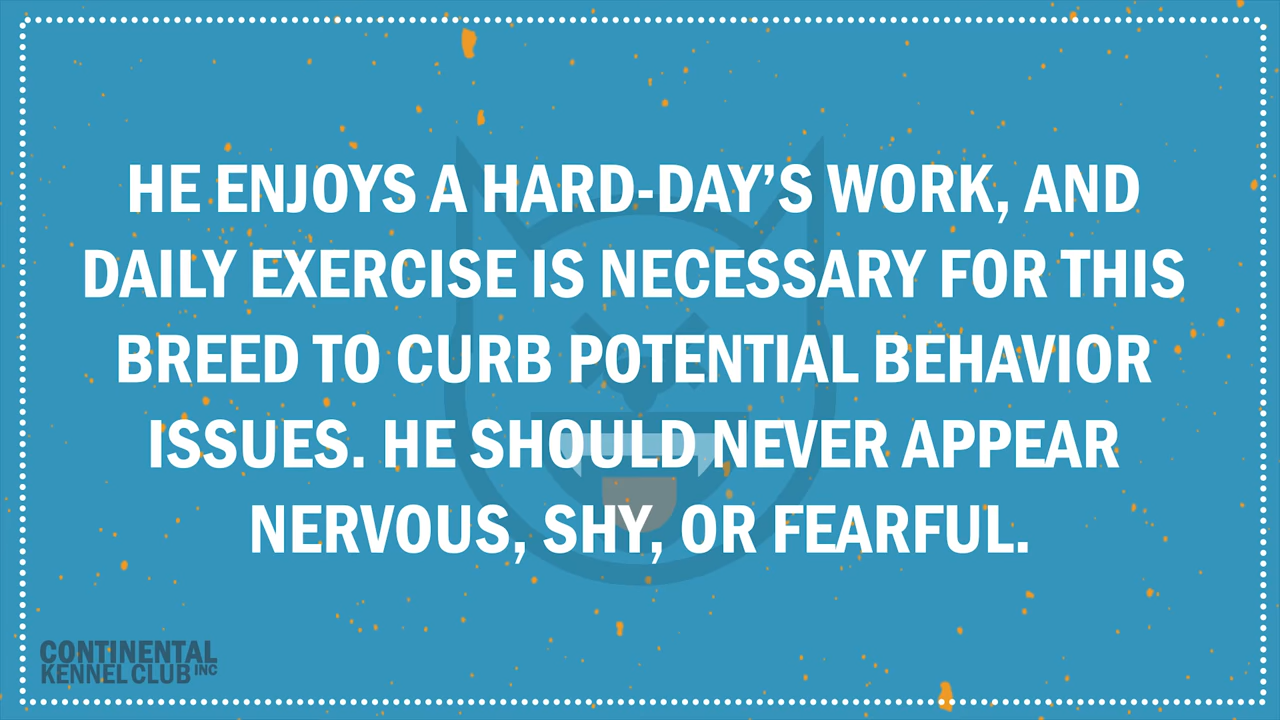 HE ENJOYS A HARD-DAY’S WORK, AND
DAILY EXERCISE IS NECESSARY FOR THIS
BREED TO CURB POTENTIAL BEHAVIOR
ISSUES. HE SHOULD NEVER APPEAR
NERVOUS, SHY, OR FEARFUL.
CONTINENTAL
KENNEL CLUB INC